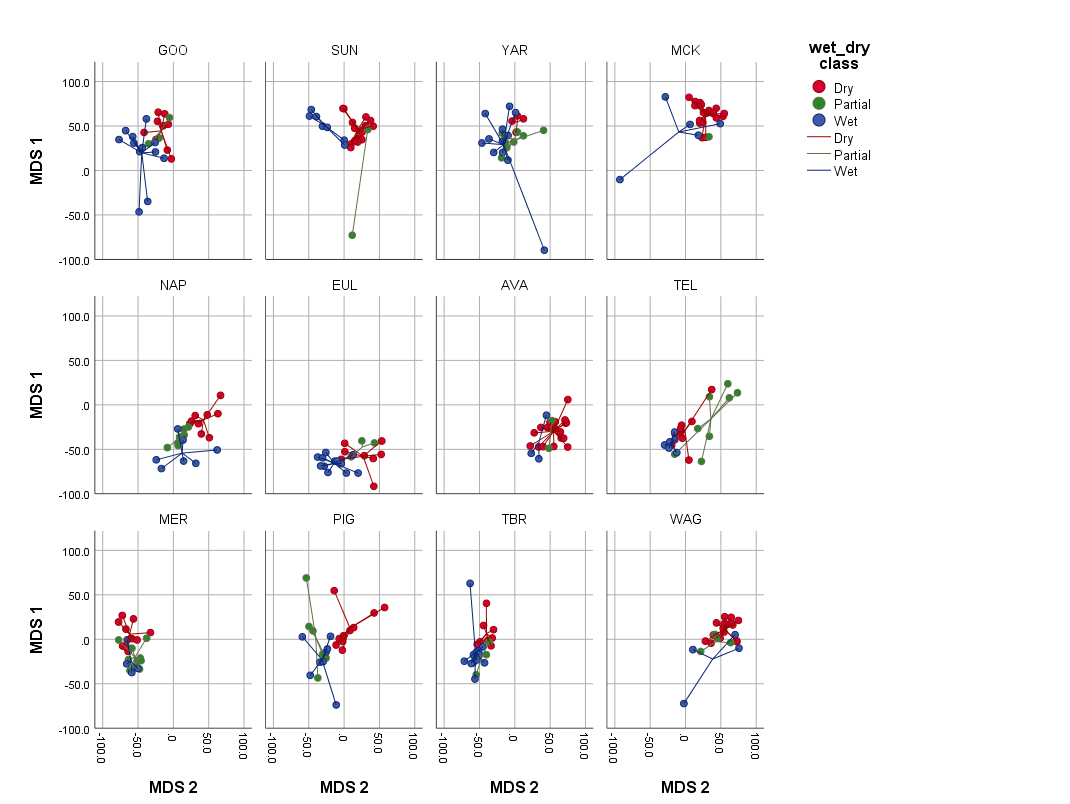 GOO SUN YAR MCK
wet_dry
class
Dry
Partial
Wet
Dry
Partial
Wet
MDS 1
100.0
50.0
.0
-50.0
-100.0
NAP EUL AVA TEL
MDS 1
100.0
50.0
.0
-50.0
-100.0
MER PIG TBR WAG
MDS 1
100.0
50.0
.0
-50.0
-100.0
-100.0 -50.0 .0 50.0 100.0 -100.0 -50.0 .0 50.0 100.0 -100.0 -50.0 .0 50.0 100.0 -100.0 -50.0 .0 50.0 100.0
MDS 2 MDS 2 MDS 2 MDS 2